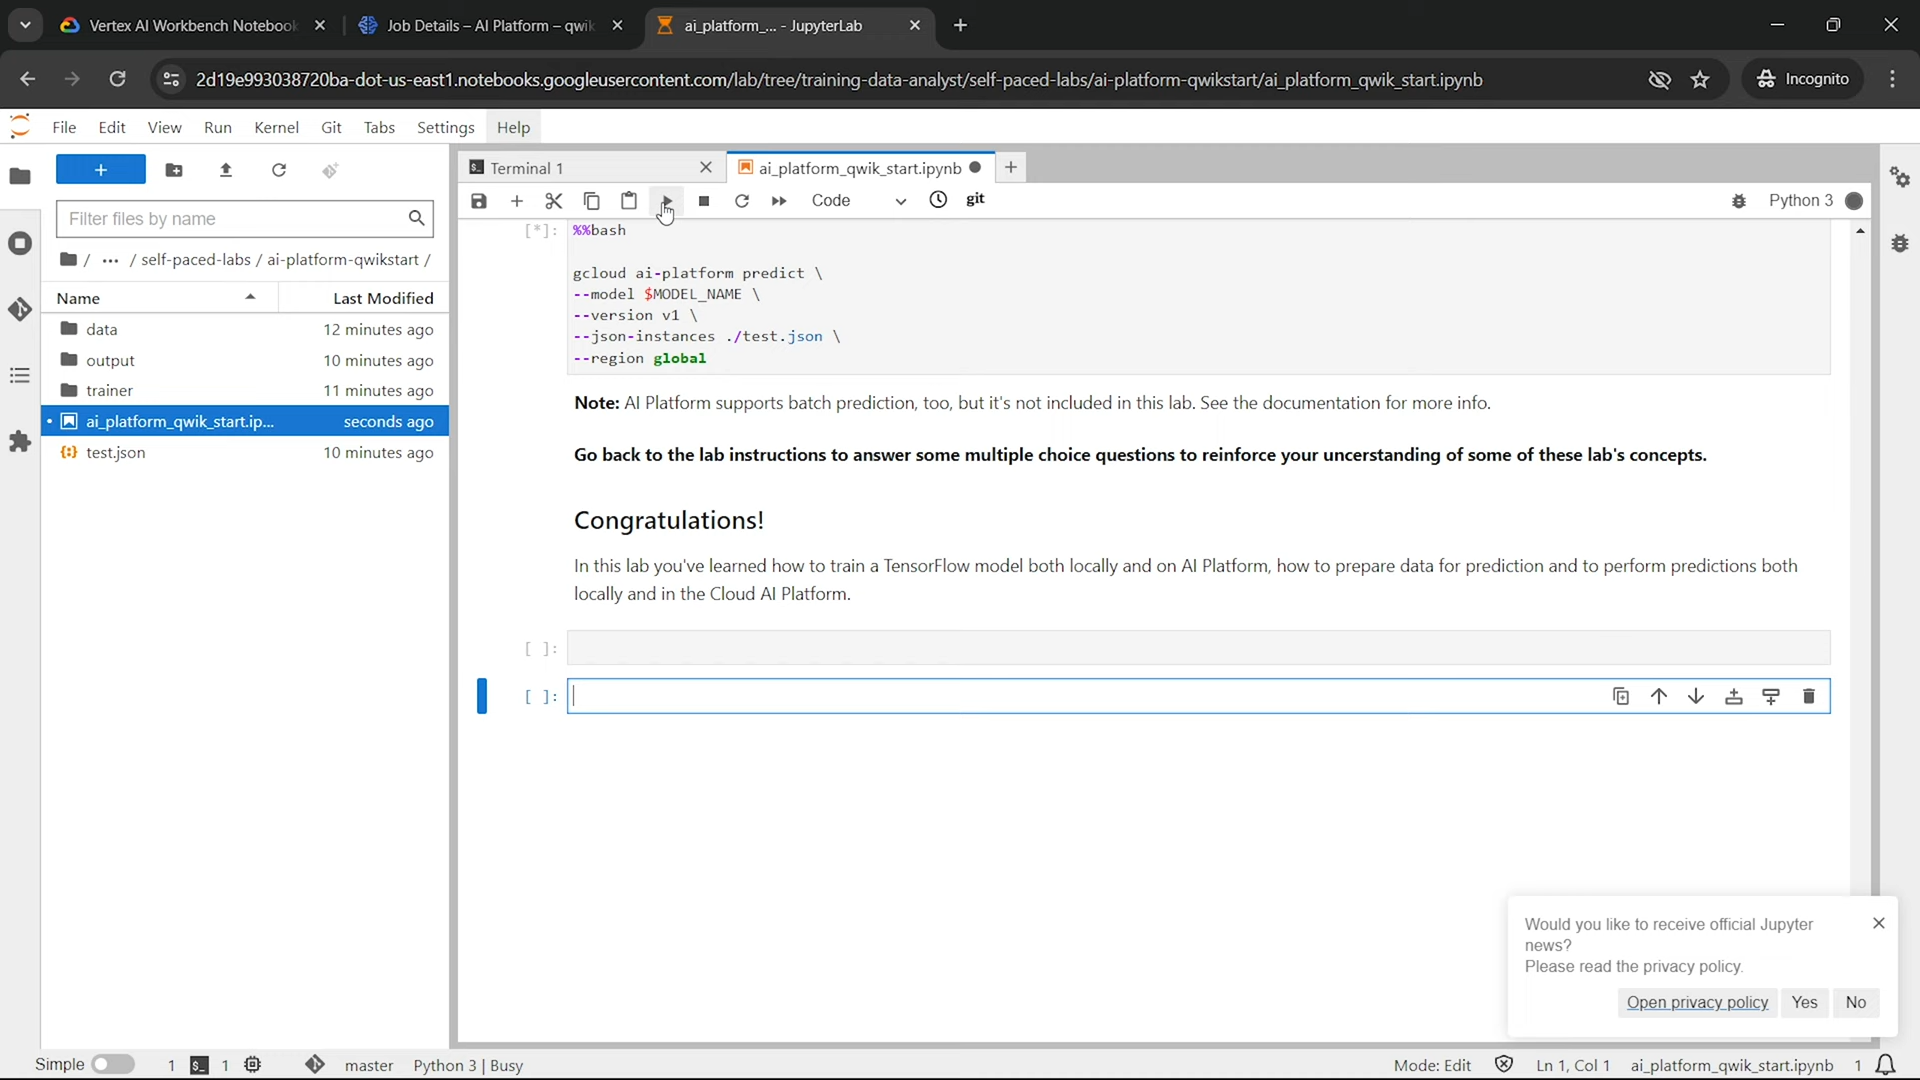 Vertex AI Workbench Notebook
Job Details – AI Platform – qwik
ai_platform_... - JupyterLab
2d19e993038720ba-dot-us-east1.notebooks.googleusercontent.com/lab/tree/training-data-analyst/self-paced-labs/ai-platform-qwikstart/ai_platform_qwik_start.ipynb
Incognito
File Edit View Run Kernel Git Tabs Settings Help
Terminal 1
ai_platform_qwik_start.ipynb
Code
git
Python 3
Filter files by name
/ ... / self-paced-labs / ai-platform-qwikstart /
Name Last Modified
data 12 minutes ago
output 10 minutes ago
trainer 11 minutes ago
ai_platform_qwik_start.ip... seconds ago
test.json 10 minutes ago
[*]: %%bash
gcloud ai-platform predict \
--model $MODEL_NAME \
--version v1 \
--json-instances ./test.json \
--region global
Note: AI Platform supports batch prediction, too, but it's not included in this lab. See the documentation for more info.
Go back to the lab instructions to answer some multiple choice questions to reinforce your uncerstanding of some of these lab's concepts.
Congratulations!
In this lab you've learned how to train a TensorFlow model both locally and on AI Platform, how to prepare data for prediction and to perform predictions both
locally and in the Cloud AI Platform.
[ ]:
[ ]:
Would you like to receive official Jupyter
news?
Please read the privacy policy.
Open privacy policy Yes No
Simple 1 1 master Python 3 | Busy Mode: Edit Ln 1, Col 1 ai_platform_qwik_start.ipynb 1